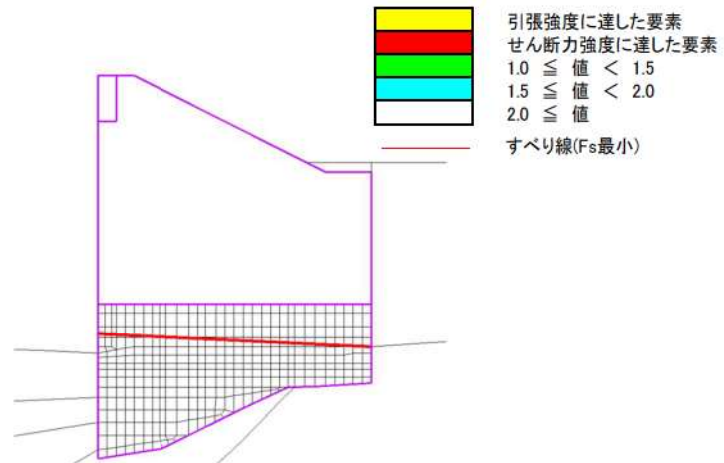 引張強度に達した要素
せん断力強度に達した要素
1.0 ≦ 値 < 1.5
1.5 ≦ 値 < 2.0
2.0 ≦ 値
すべり線(Fs最小)